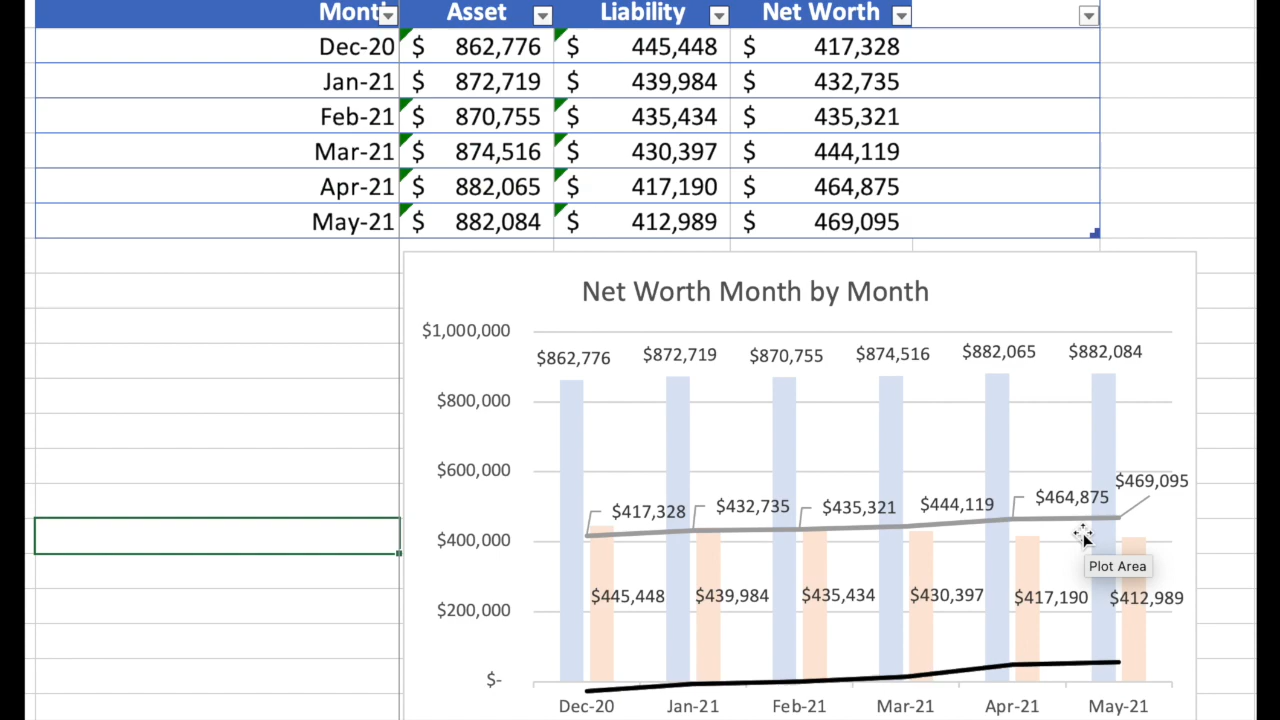 Month Asset Liability Net Worth
Dec-20 $ 862,776 $ 445,448 $ 417,328
Jan-21 $ 872,719 $ 439,984 $ 432,735
Feb-21 $ 870,755 $ 435,434 $ 435,321
Mar-21 $ 874,516 $ 430,397 $ 444,119
Apr-21 $ 882,065 $ 417,190 $ 464,875
May-21 $ 882,084 $ 412,989 $ 469,095
Net Worth Month by Month
$1,000,000
$862,776 $872,719 $870,755 $874,516 $882,065 $882,084
$800,000
$600,000
$417,328 $432,735 $435,321 $444,119 $464,875 $469,095
$400,000
Plot Area
$445,448 $439,984 $435,434 $430,397 $417,190 $412,989
$200,000
$-
Dec-20 Jan-21 Feb-21 Mar-21 Apr-21 May-21